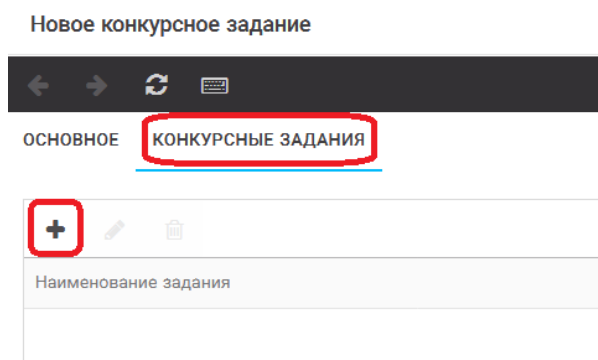 Новое конкурсное задание
ОСНОВНОЕ КОНКУРСНЫЕ ЗАДАНИЯ
Наименование задания